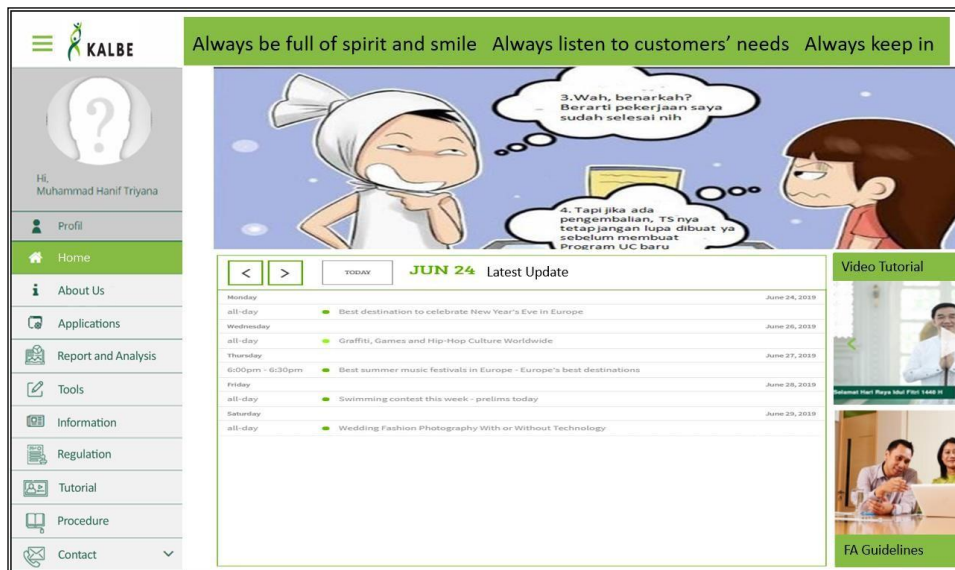 KALBE
Always be full of spirit and smile Always listen to customers' needs Always keep in
Hi,
Muhammad Hanif Triyana
Profil
Home
About Us
Applications
Report and Analysis
Tools
Information
Regulation
Tutorial
Procedure
Contact
3.Wah, benarkah?
Berarti pekerjaan saya
sudah selesai nih
4. Tapi jika ada
pengembalian, TS nya
tetap jangan lupa dibuat ya
sebelum membuat
Program UC baru
< > TODAY JUN 24 Latest Update
Monday June 24, 2019
all-day Best destination to celebrate New Year's Eve in Europe
Wednesday June 26, 2019
all-day Graffiti, Games and Hip-Hop Culture Worldwide
Thursday June 27, 2019
6:00pm - 6:30pm Best summer music festivals in Europe - Europe's best destinations
Friday June 28, 2019
all-day Swimming contest this week - prelims today
Saturday June 29, 2019
all-day Wedding Fashion Photography With or Without Technology
Video Tutorial
Selamat Hari Raya Idul Fitri 1440 H
FA Guidelines